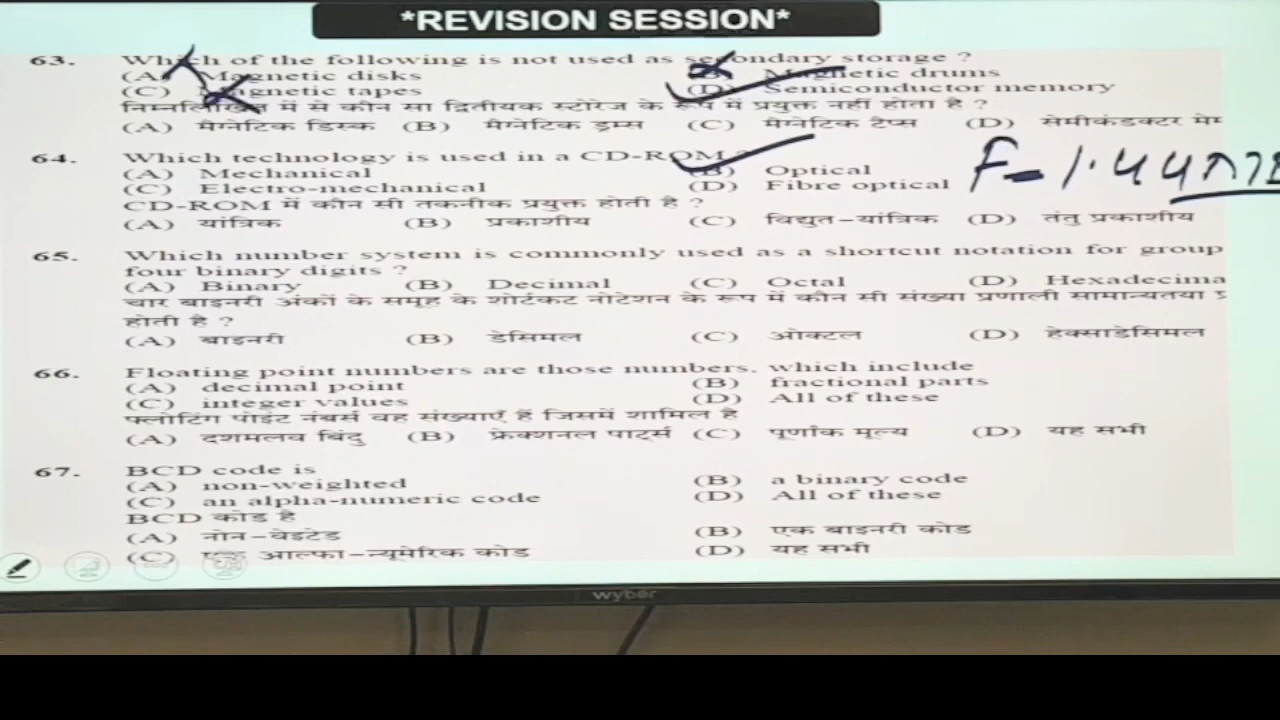 *REVISION SESSION*
63. Which of the following is not used as secondary storage ?
(A) Magnetic disks (B) Magnetic drums
(C) Magnetic tapes (D) Semiconductor memory
निम्नलिखित में से कौन सा द्वितीयक स्टोरेज के रूप में प्रयुक्त नहीं होता है ?
(A) मैग्नेटिक डिस्क (B) मैग्नेटिक ड्रम्स (C) मैग्नेटिक टैप्स (D) सेमीकंडक्टर मेम
64. Which technology is used in a CD-ROM ?
(A) Mechanical (B) Optical
(C) Electro-mechanical (D) Fibre optical
F = 1.44
CD-ROM में कौन सी तकनीक प्रयुक्त होती है ?
(A) यांत्रिक (B) प्रकाशीय (C) विद्युत-यांत्रिक (D) तंतु प्रकाशीय
65. Which number system is commonly used as a shortcut notation for group
four binary digits ?
(A) Binary (B) Decimal (C) Octal (D) Hexadecima
चार बाइनरी अंकों के समूह के शोर्टकट नोटेशन के रूप में कौन सी संख्या प्रणाली सामान्यतया
होती है ?
(A) बाइनरी (B) डेसिमल (C) ओक्टल (D) हेक्साडेसिमल
66. Floating point numbers are those numbers, which include
(A) decimal point (B) fractional parts
(C) integer values (D) All of these
फ्लोटिंग पोइंट नंबर्स वह संख्याएँ हैं जिसमें शामिल है
(A) दशमलव बिंदु (B) फ्रेक्शनल पार्ट्स (C) पूर्णांक मूल्य (D) यह सभी
67. BCD code is
(A) non-weighted (B) a binary code
(C) an alpha-numeric code (D) All of these
BCD कोड है
(A) नोन-वेइटेड (B) एक बाइनरी कोड
(C) एक आल्फा-न्यूमेरिक कोड (D) यह सभी
wyber